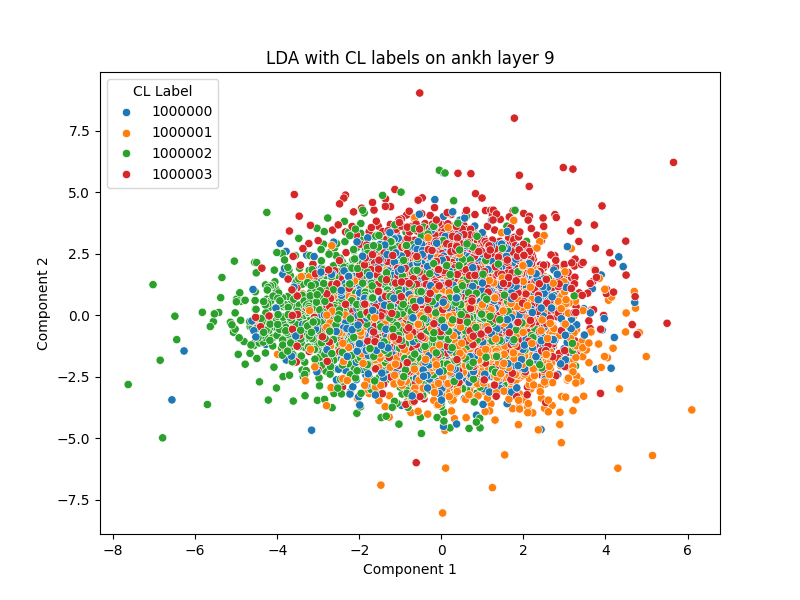 LDA with CL labels on ankh layer 9
CL Label
1000000
1000001
1000002
1000003
Component 2
7.5
5.0
2.5
0.0
−2.5
−5.0
−7.5
−8 −6 −4 −2 0 2 4 6
Component 1